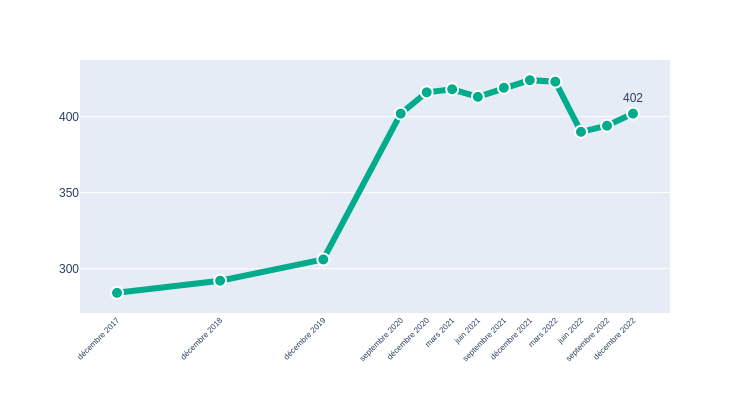 402
400
350
300
décembre 2017
décembre 2018
décembre 2019
septembre 2020
décembre 2020
mars 2021
juin 2021
septembre 2021
décembre 2021
mars 2022
juin 2022
septembre 2022
décembre 2022